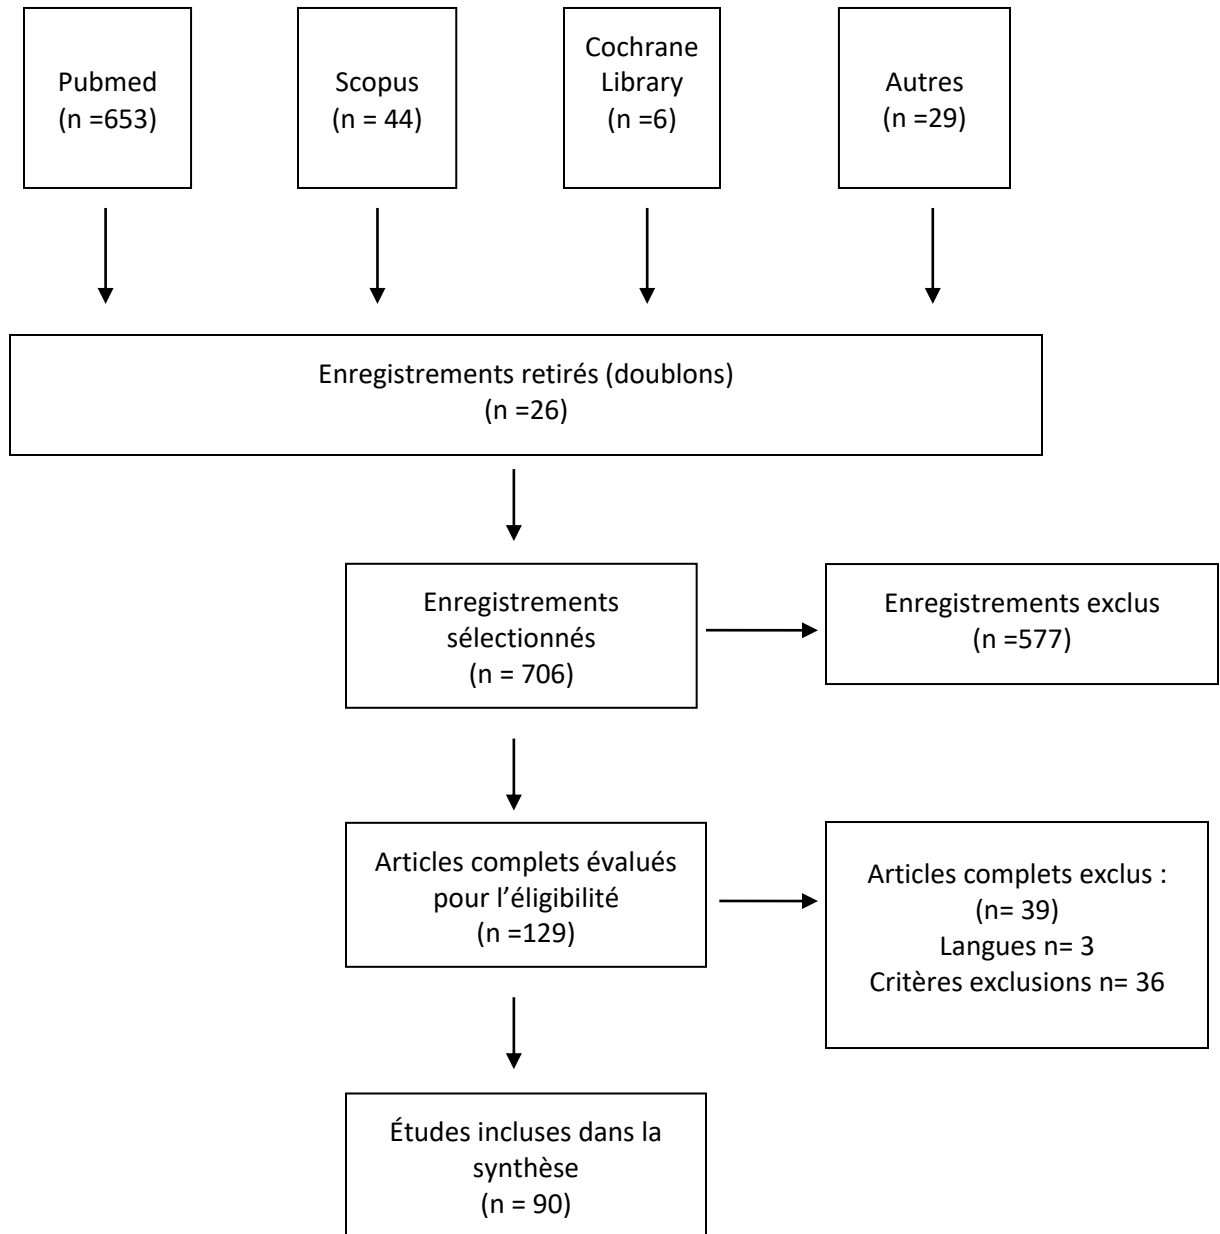 Pubmed
(n =653)
Scopus
(n = 44)
Cochrane
Library
(n =6)
Autres
(n =29)
Enregistrements retirés (doublons)
(n =26)
Enregistrements
sélectionnés
(n = 706)
Enregistrements exclus
(n =577)
Articles complets évalués
pour l’éligibilité
(n =129)
Articles complets exclus :
(n= 39)
Langues n= 3
Critères exclusions n= 36
Études incluses dans la
synthèse
(n = 90)